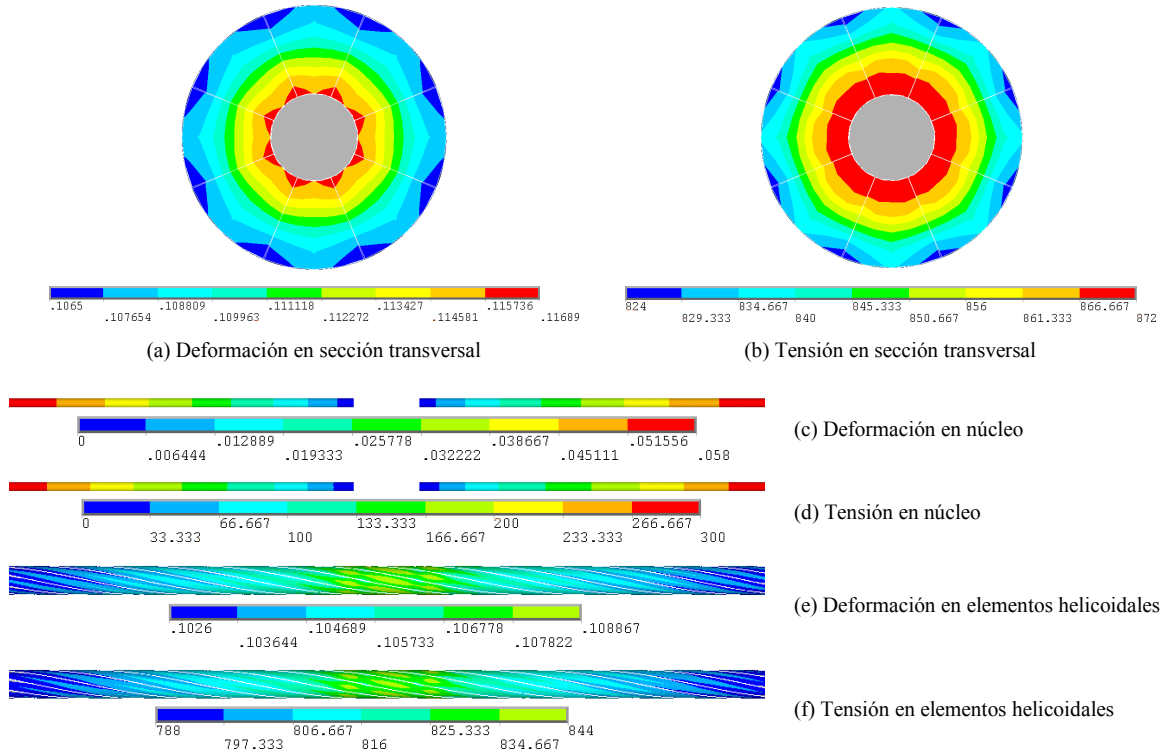 .1065 .108809 .111118 .113427 .115736
.107654 .109963 .112272 .114581 .11689
824 834.667 845.333 856 866.667
829.333 840 850.667 861.333 872
(a) Deformación en sección transversal
(b) Tensión en sección transversal
0 .012889 .025778 .038667 .051556
.006444 .019333 .032222 .045111 .058
(c) Deformación en núcleo
0 66.667 133.333 200 266.667
33.333 100 166.667 233.333 300
(d) Tensión en núcleo
.1026 .104689 .106778 .108867
.103644 .105733 .107822
(e) Deformación en elementos helicoidales
788 806.667 825.333 844
797.333 816 834.667
(f) Tensión en elementos helicoidales